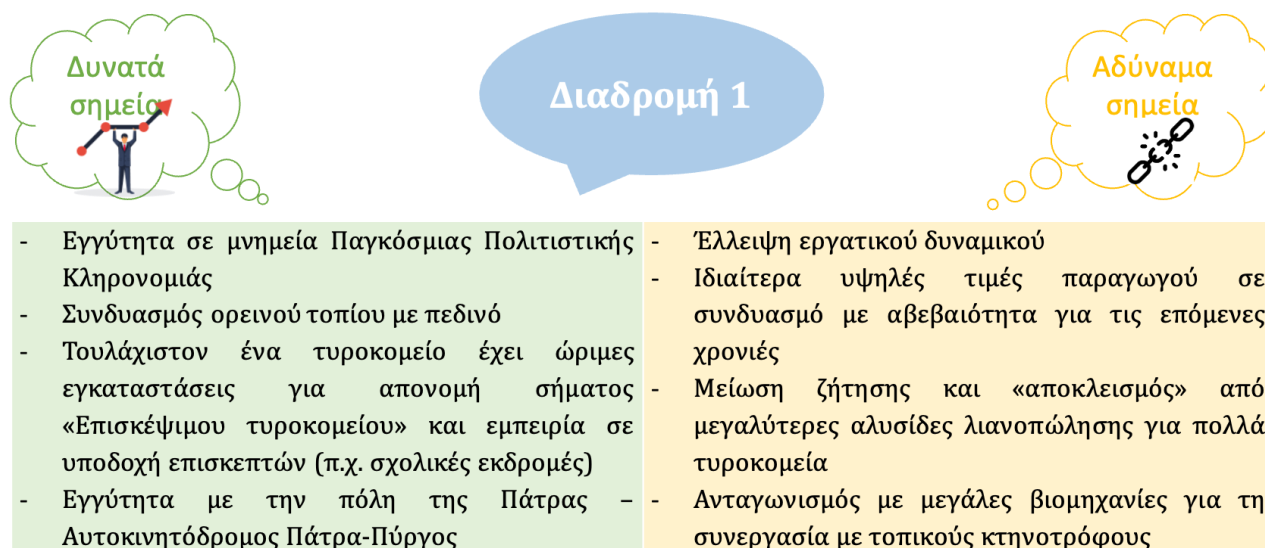 Δυνατά
σημεία
Διαδρομή 1
Αδύναμα
σημεία
- Εγγύτητα σε μνημεία Παγκόσμιας Πολιτιστικής
Κληρονομιάς
- Συνδυασμός ορεινού τοπίου με πεδινό
- Τουλάχιστον ένα τυροκομείο έχει ώριμες
εγκαταστάσεις για απονομή σήματος
«Επισκέψιμου τυροκομείου» και εμπειρία σε
υποδοχή επισκεπτών (π.χ. σχολικές εκδρομές)
- Εγγύτητα με την πόλη της Πάτρας –
Αυτοκινητόδρομος Πάτρα-Πύργος
- Έλλειψη εργατικού δυναμικού
- Ιδιαίτερα υψηλές τιμές παραγωγού σε
συνδυασμό με αβεβαιότητα για τις επόμενες
χρονιές
- Μείωση ζήτησης και «αποκλεισμός» από
μεγαλύτερες αλυσίδες λιανοπώλησης για πολλά
τυροκομεία
- Ανταγωνισμός με μεγάλες βιομηχανίες για τη
συνεργασία με τοπικούς κτηνοτρόφους